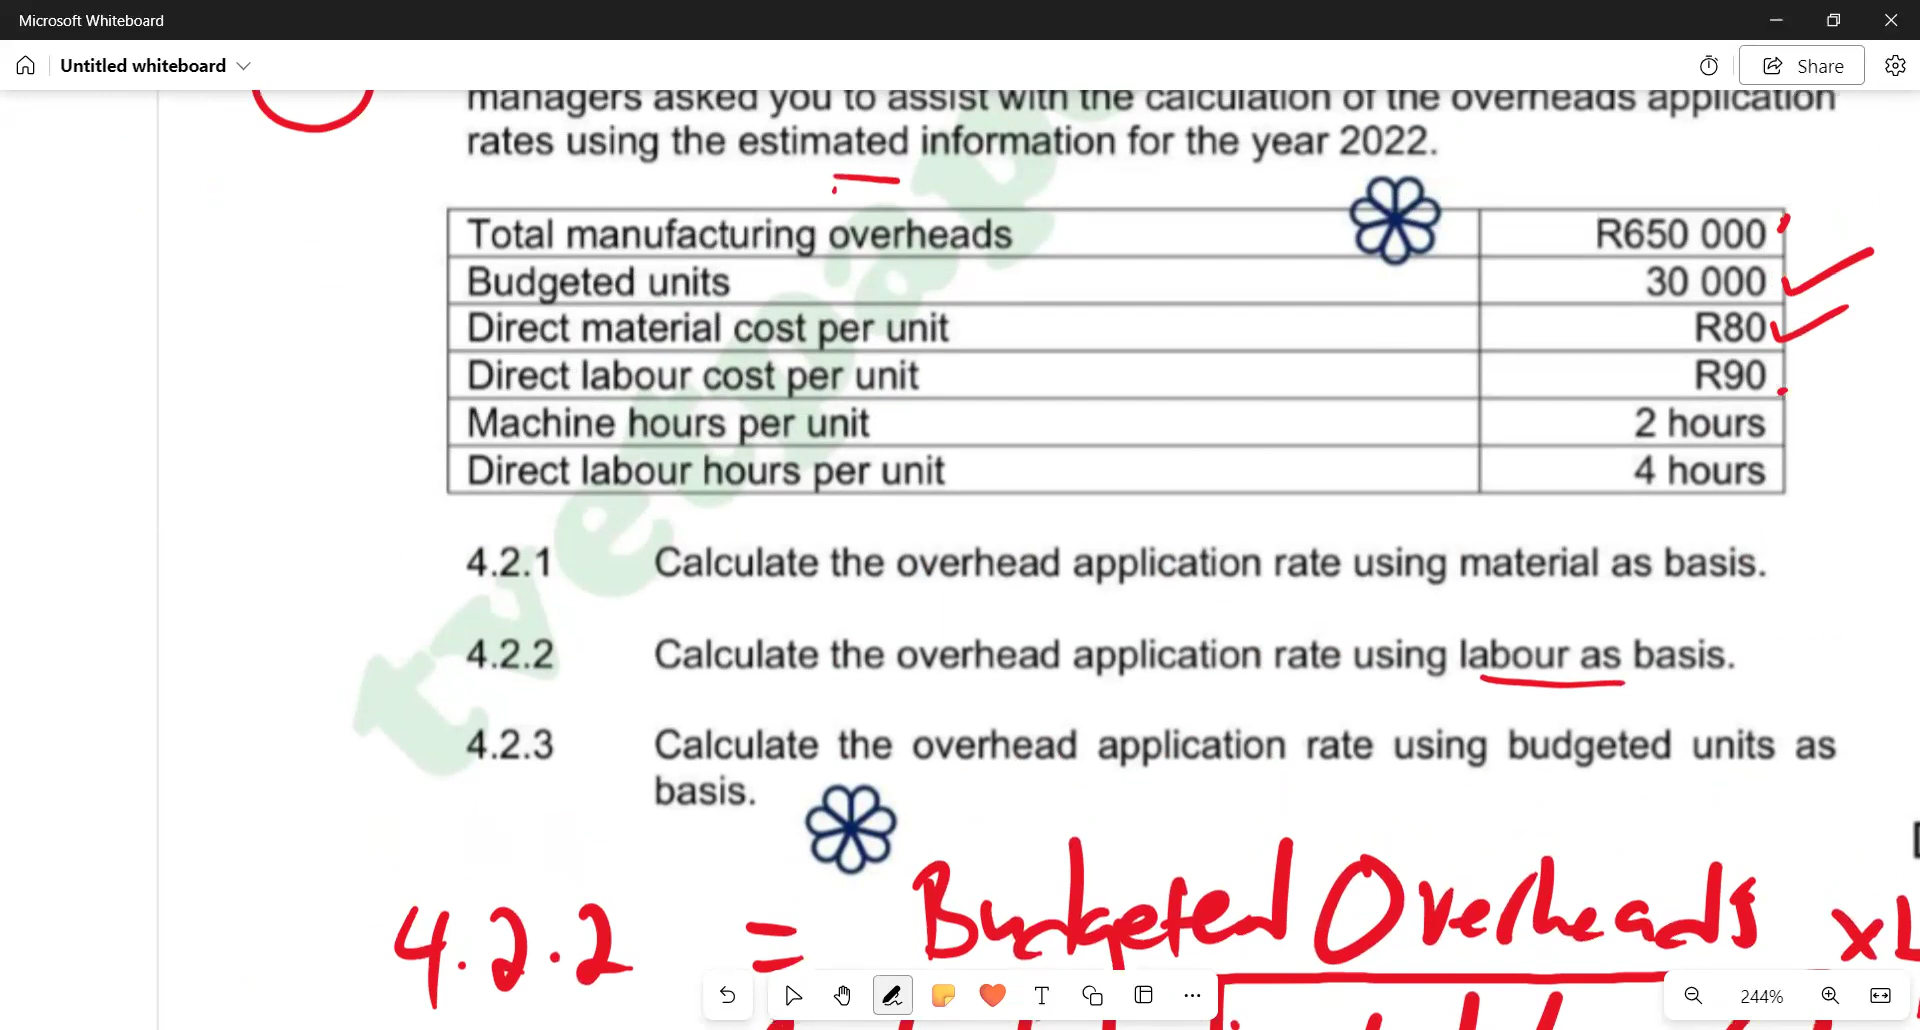 Microsoft Whiteboard
Untitled whiteboard
Share
managers asked you to assist with the calculation of the overheads application
rates using the estimated information for the year 2022.
Total manufacturing overheads R650 000
Budgeted units 30 000
Direct material cost per unit R80
Direct labour cost per unit R90
Machine hours per unit 2 hours
Direct labour hours per unit 4 hours
4.2.1 Calculate the overhead application rate using material as basis.
4.2.2 Calculate the overhead application rate using labour as basis.
4.2.3 Calculate the overhead application rate using budgeted units as
basis.
4.2.2 = Budgeted Overheads x
244%